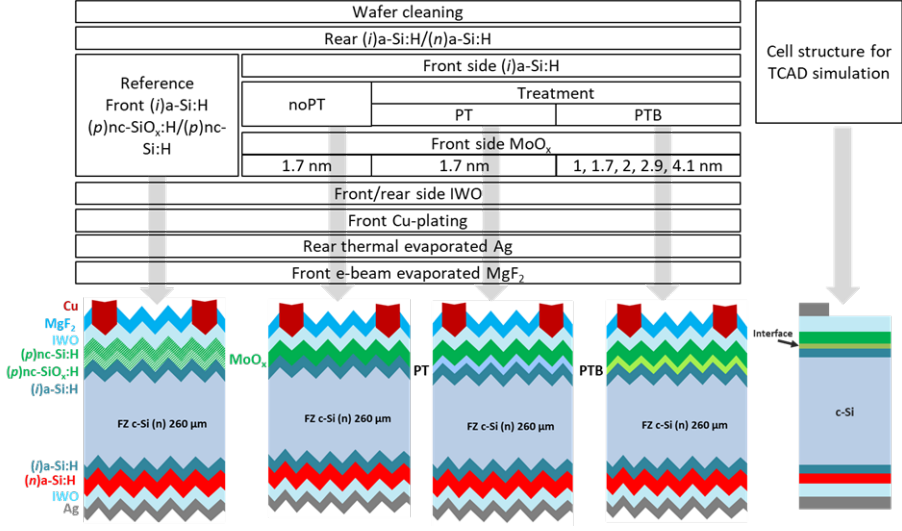 Wafer cleaning
Rear (i)a-Si:H/(n)a-Si:H
Reference
Front (i)a-Si:H
(p)nc-SiOₓ:H/(p)nc-
Si:H
Front side (i)a-Si:H
noPT
Treatment
PT
PTB
Front side MoOₓ
1.7 nm
1.7 nm
1, 1.7, 2, 2.9, 4.1 nm
Front/rear side IWO
Front Cu-plating
Rear thermal evaporated Ag
Front e-beam evaporated MgF₂
Cell structure for
TCAD simulation
Cu
MgF₂
IWO
(p)nc-Si:H
(p)nc-SiOₓ:H
(i)a-Si:H
FZ c-Si (n) 260 µm
(i)a-Si:H
(n)a-Si:H
IWO
Ag
MoOₓ
FZ c-Si (n) 260 µm
PT
FZ c-Si (n) 260 µm
PTB
FZ c-Si (n) 260 µm
Interface
c-Si